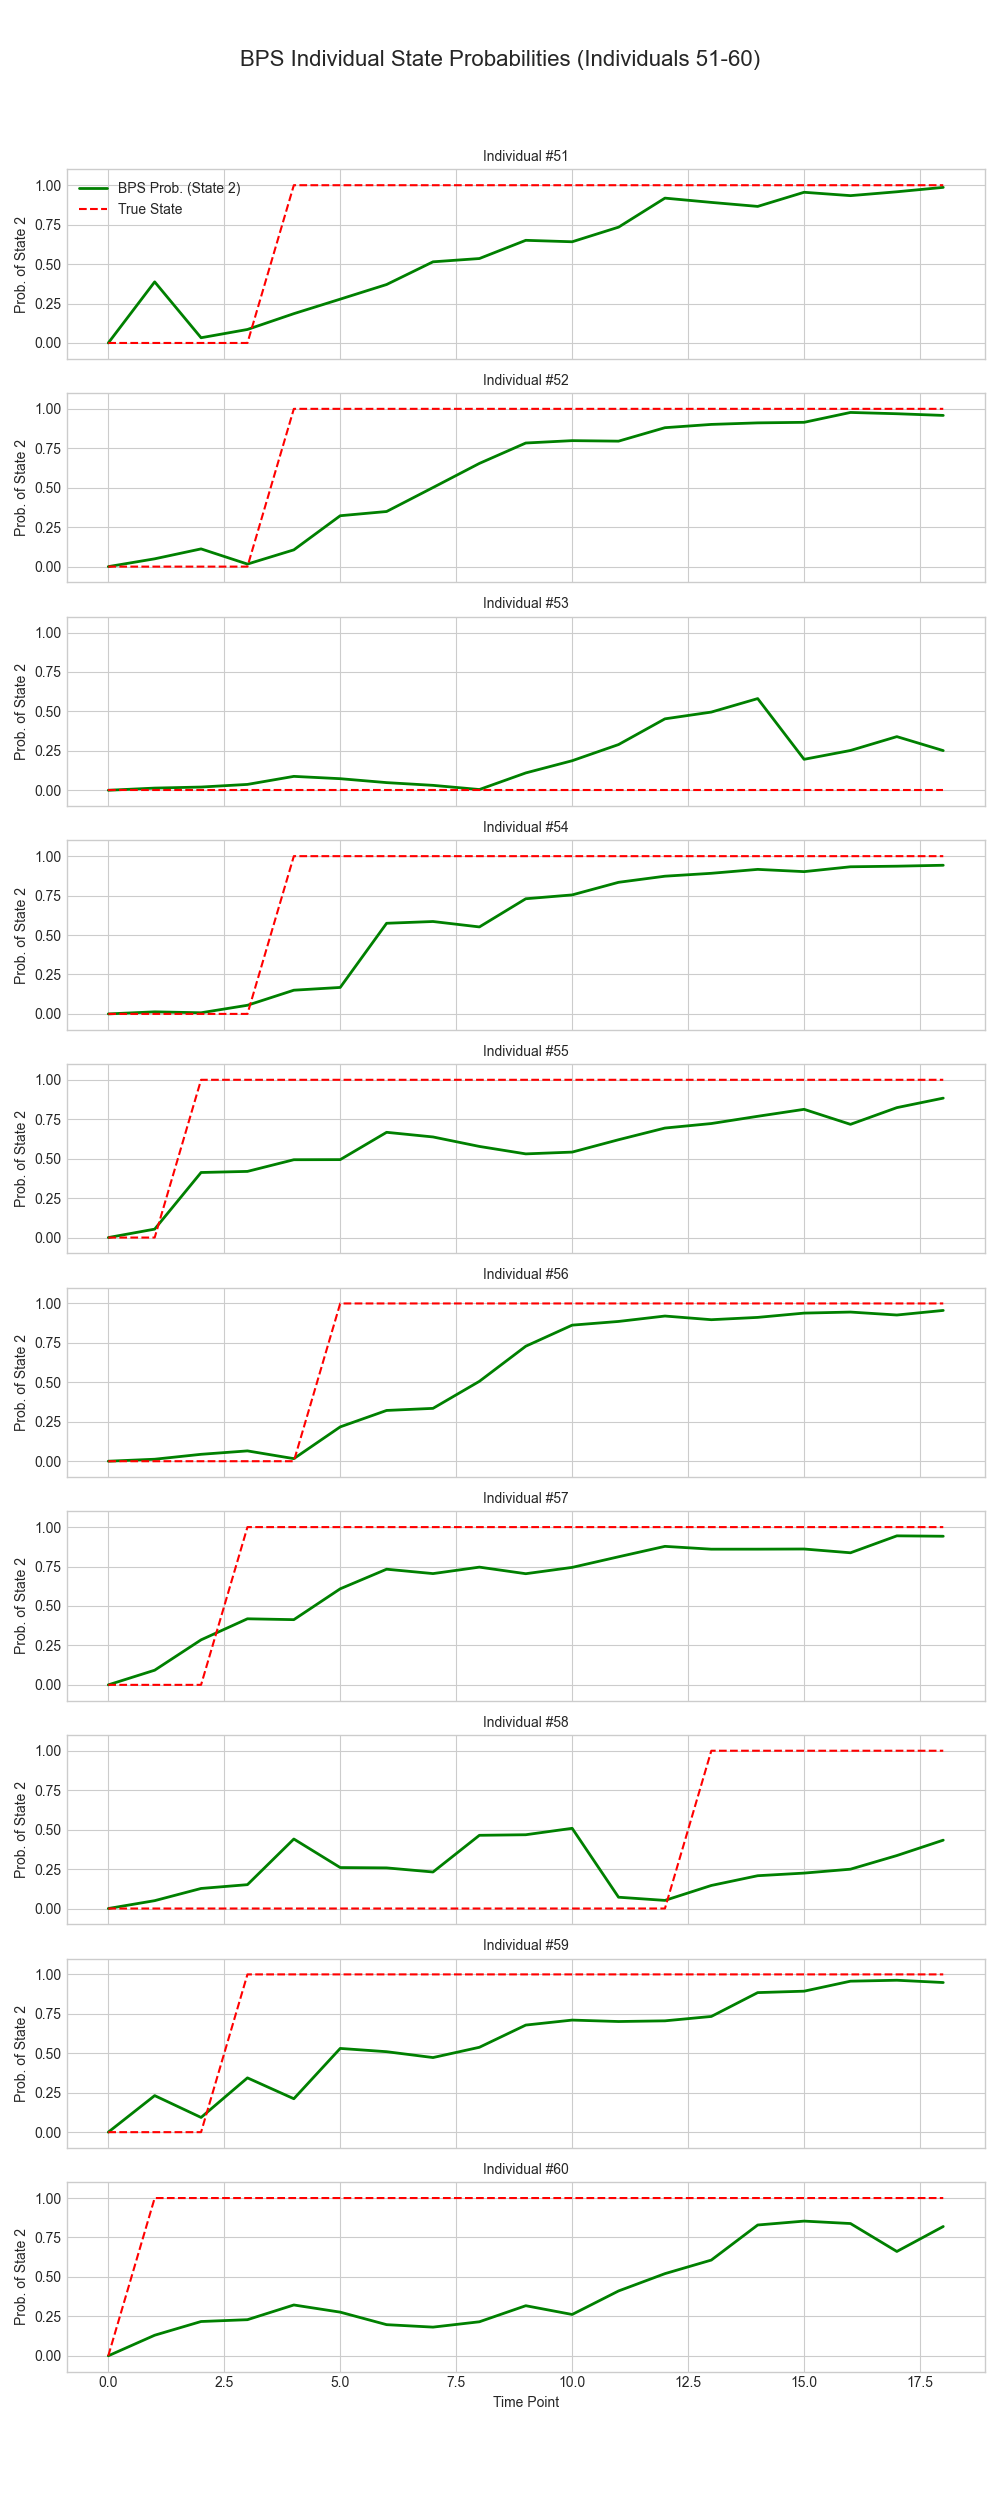 BPS Individual State Probabilities (Individuals 51-60)
Individual #51
BPS Prob. (State 2)
True State
Prob. of State 2
1.00
0.75
0.50
0.25
0.00
Individual #52
Prob. of State 2
1.00
0.75
0.50
0.25
0.00
Individual #53
Prob. of State 2
1.00
0.75
0.50
0.25
0.00
Individual #54
Prob. of State 2
1.00
0.75
0.50
0.25
0.00
Individual #55
Prob. of State 2
1.00
0.75
0.50
0.25
0.00
Individual #56
Prob. of State 2
1.00
0.75
0.50
0.25
0.00
Individual #57
Prob. of State 2
1.00
0.75
0.50
0.25
0.00
Individual #58
Prob. of State 2
1.00
0.75
0.50
0.25
0.00
Individual #59
Prob. of State 2
1.00
0.75
0.50
0.25
0.00
Individual #60
Prob. of State 2
1.00
0.75
0.50
0.25
0.00
0.0 2.5 5.0 7.5 10.0 12.5 15.0 17.5
Time Point